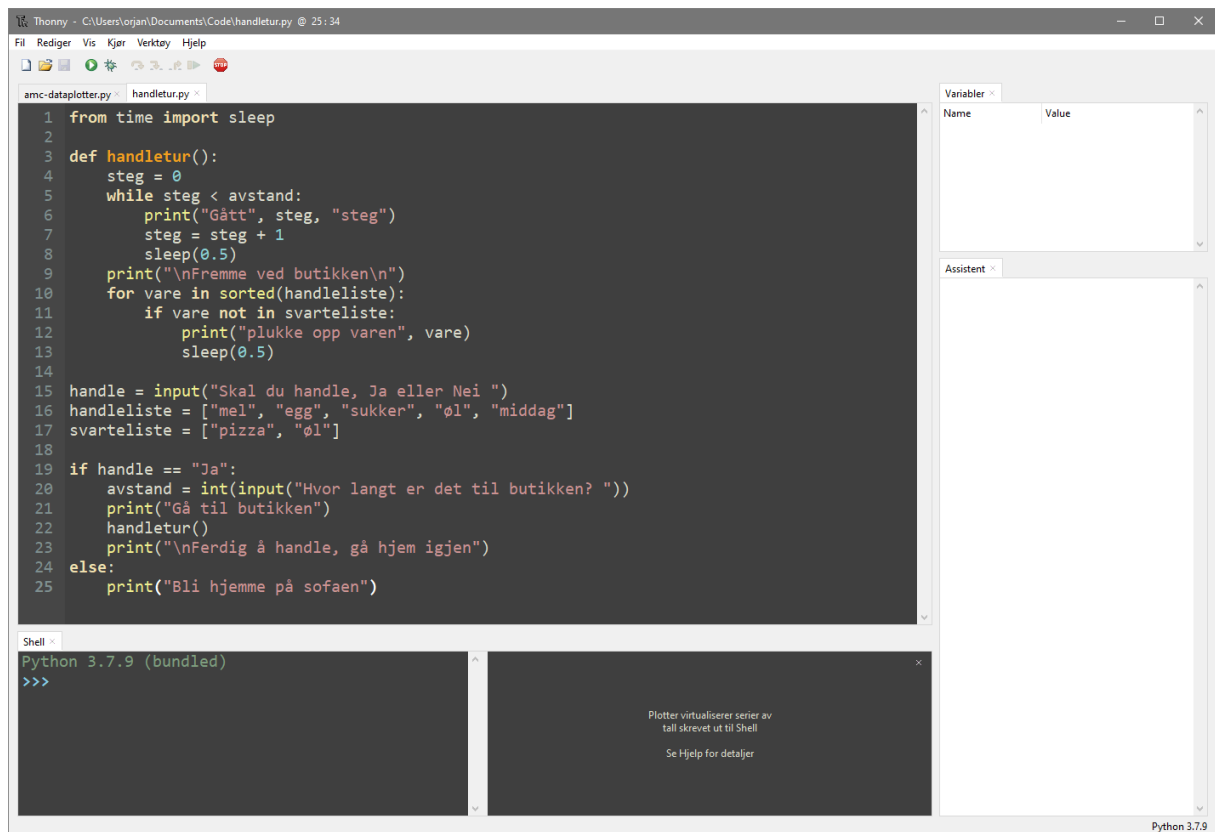 Thonny - C:\Users\orjan\Documents\Code\handletur.py @ 25:34
Fil Rediger Vis Kjør Verktøy Hjelp
STOP
amc-dataplotter.py × handletur.py ×
1 from time import sleep
2
3 def handletur():
4     steg = 0
5     while steg < avstand:
6         print("Gått", steg, "steg")
7         steg = steg + 1
8         sleep(0.5)
9     print("\nFremme ved butikken\n")
10     for vare in sorted(handleliste):
11         if vare not in svarteliste:
12             print("plukke opp varen", vare)
13             sleep(0.5)
14
15 handle = input("Skal du handle, Ja eller Nei ")
16 handleliste = ["mel", "egg", "sukker", "øl", "middag"]
17 svarteliste = ["pizza", "øl"]
18
19 if handle == "Ja":
20     avstand = int(input("Hvor langt er det til butikken? "))
21     print("Gå til butikken")
22     handletur()
23     print("\nFerdig å handle, gå hjem igjen")
24 else:
25     print("Bli hjemme på sofaen")
Variabler ×
Name Value
Assistent ×
Shell ×
Python 3.7.9 (bundled)
>>>
Plotter virtualiserer serier av
tall skrevet ut til Shell
Se Hjelp for detaljer
Python 3.7.9